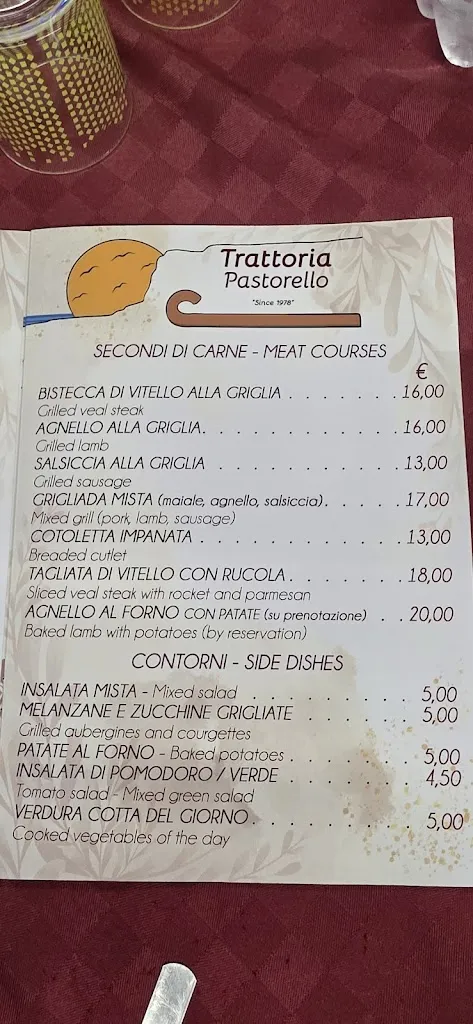 Trattoria
Pastorello
"Since 1978"
SECONDI DI CARNE - MEAT COURSES
€
BISTECCA DI VITELLO ALLA GRIGLIA . . . . . . . 16,00
Grilled veal steak
AGNELLO ALLA GRIGLIA. . . . . . . . . . . . 16,00
Grilled lamb
SALSICCIA ALLA GRIGLIA . . . . . . . . . . . 13,00
Grilled sausage
GRIGLIADA MISTA (maiale, agnello, salsiccia). . . . . 17,00
Mixed grill (pork, lamb, sausage)
COTOLETTA IMPANATA . . . . . . . . . . . . 13,00
Breaded cutlet
TAGLIATA DI VITELLO CON RUCOLA. . . . . . . 18,00
Sliced veal steak with rocket and parmesan
AGNELLO AL FORNO CON PATATE (su prenotazione) . . 20,00
Baked lamb with potatoes (by reservation)
CONTORNI - SIDE DISHES
INSALATA MISTA - Mixed salad . . . . . . . . . . 5,00
MELANZANE E ZUCCHINE GRIGLIATE . . . . . . . 5,00
Grilled aubergines and courgettes
PATATE AL FORNO - Baked potatoes . . . . . . . . 5,00
INSALATA DI POMODORO / VERDE . . . . . . . . 4,50
Tomato salad - Mixed green salad
VERDURA COTTA DEL GIORNO . . . . . . . . . . 5,00
Cooked vegetables of the day